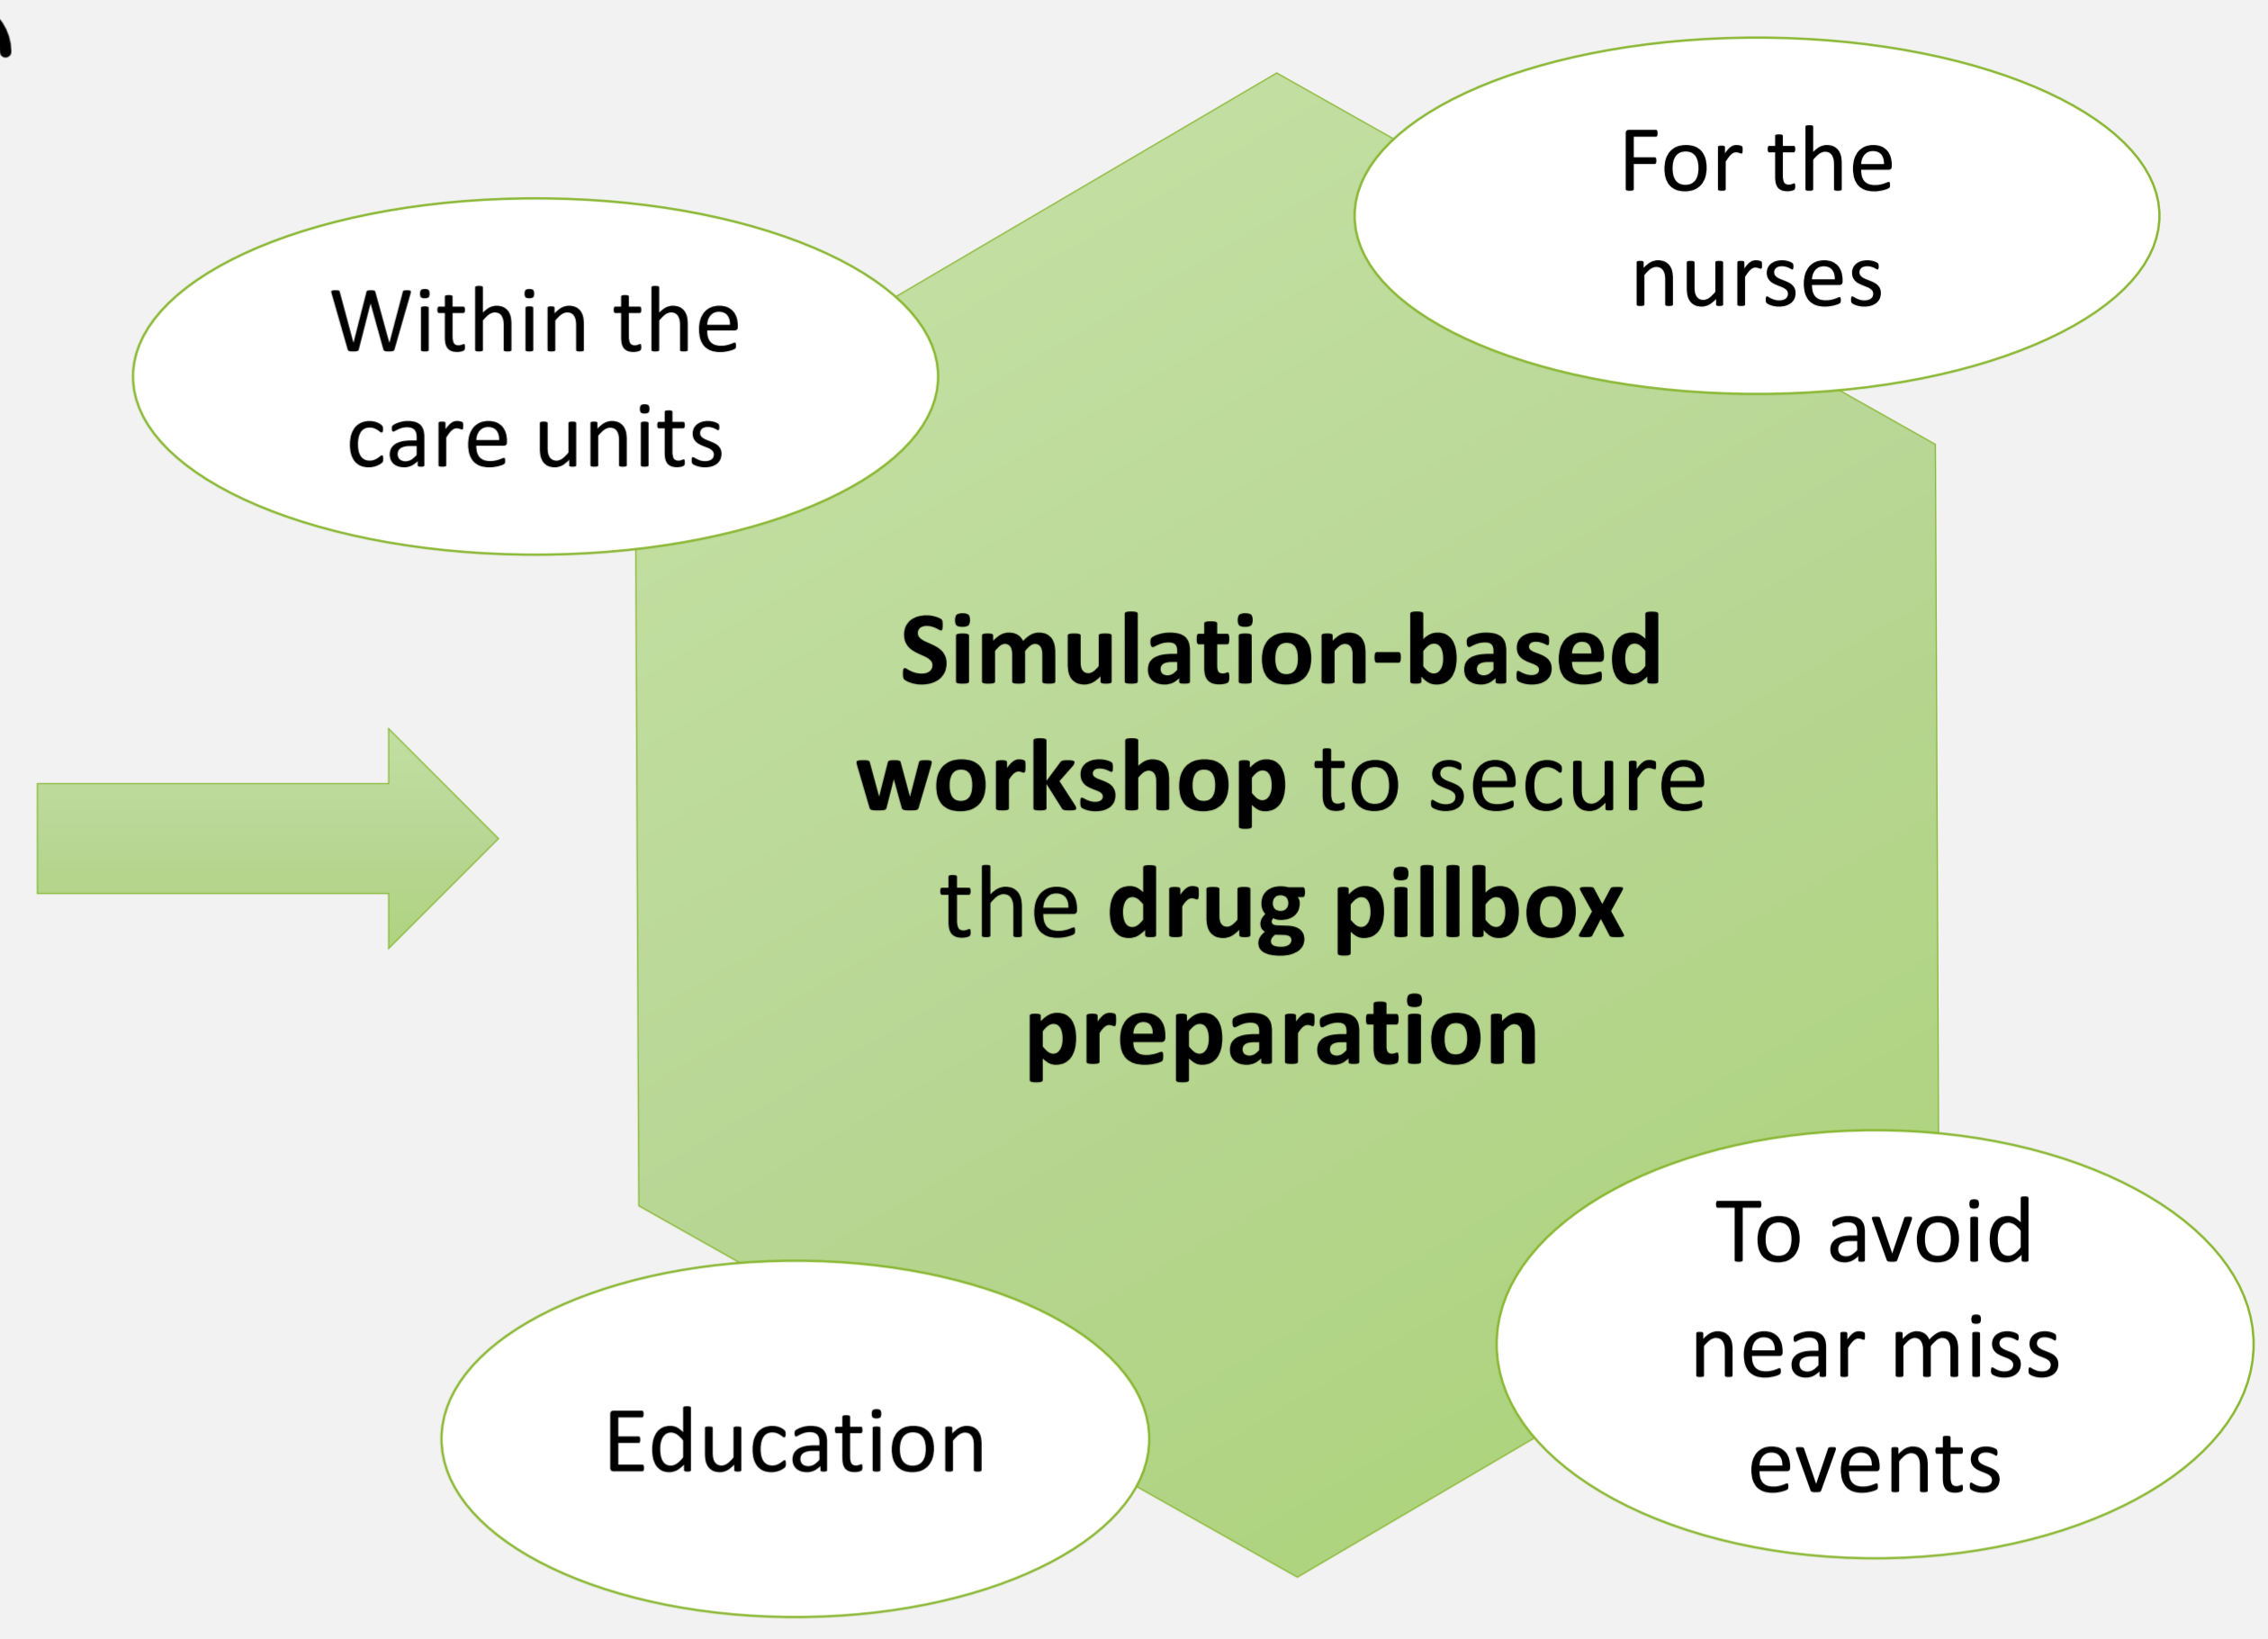 For the
nurses
Within the
care units
Simulation-based
workshop to secure
the drug pillbox
preparation
To avoid
near miss
events
Education